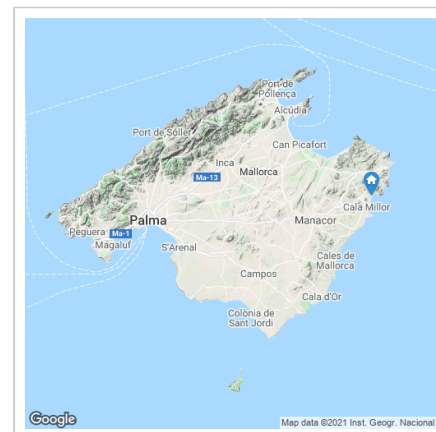 Port de
Pollença
Alcúdia
Port de Sóller
Can Picafort
Inca
Ma-13
Mallorca
Cala Millor
Palma
Manacor
Peguera
Ma-1
Magaluf
S'Arenal
Cales de
Mallorca
Campos
Cala d'Or
Colònia de
Sant Jordi
Google
Map data ©2021 Inst. Geogr. Nacional